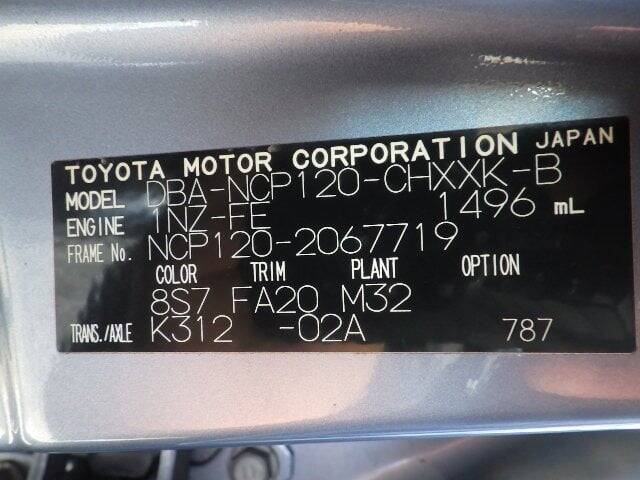 TOYOTA MOTOR CORPORATION JAPAN
MODEL DBA-NCP120-CHXXK-B
ENGINE 1NZ-FE 1496 mL
FRAME No. NCP120-2067719
COLOR TRIM PLANT OPTION
8S7 FA20 M32
TRANS./AXLE K312 -02A 787